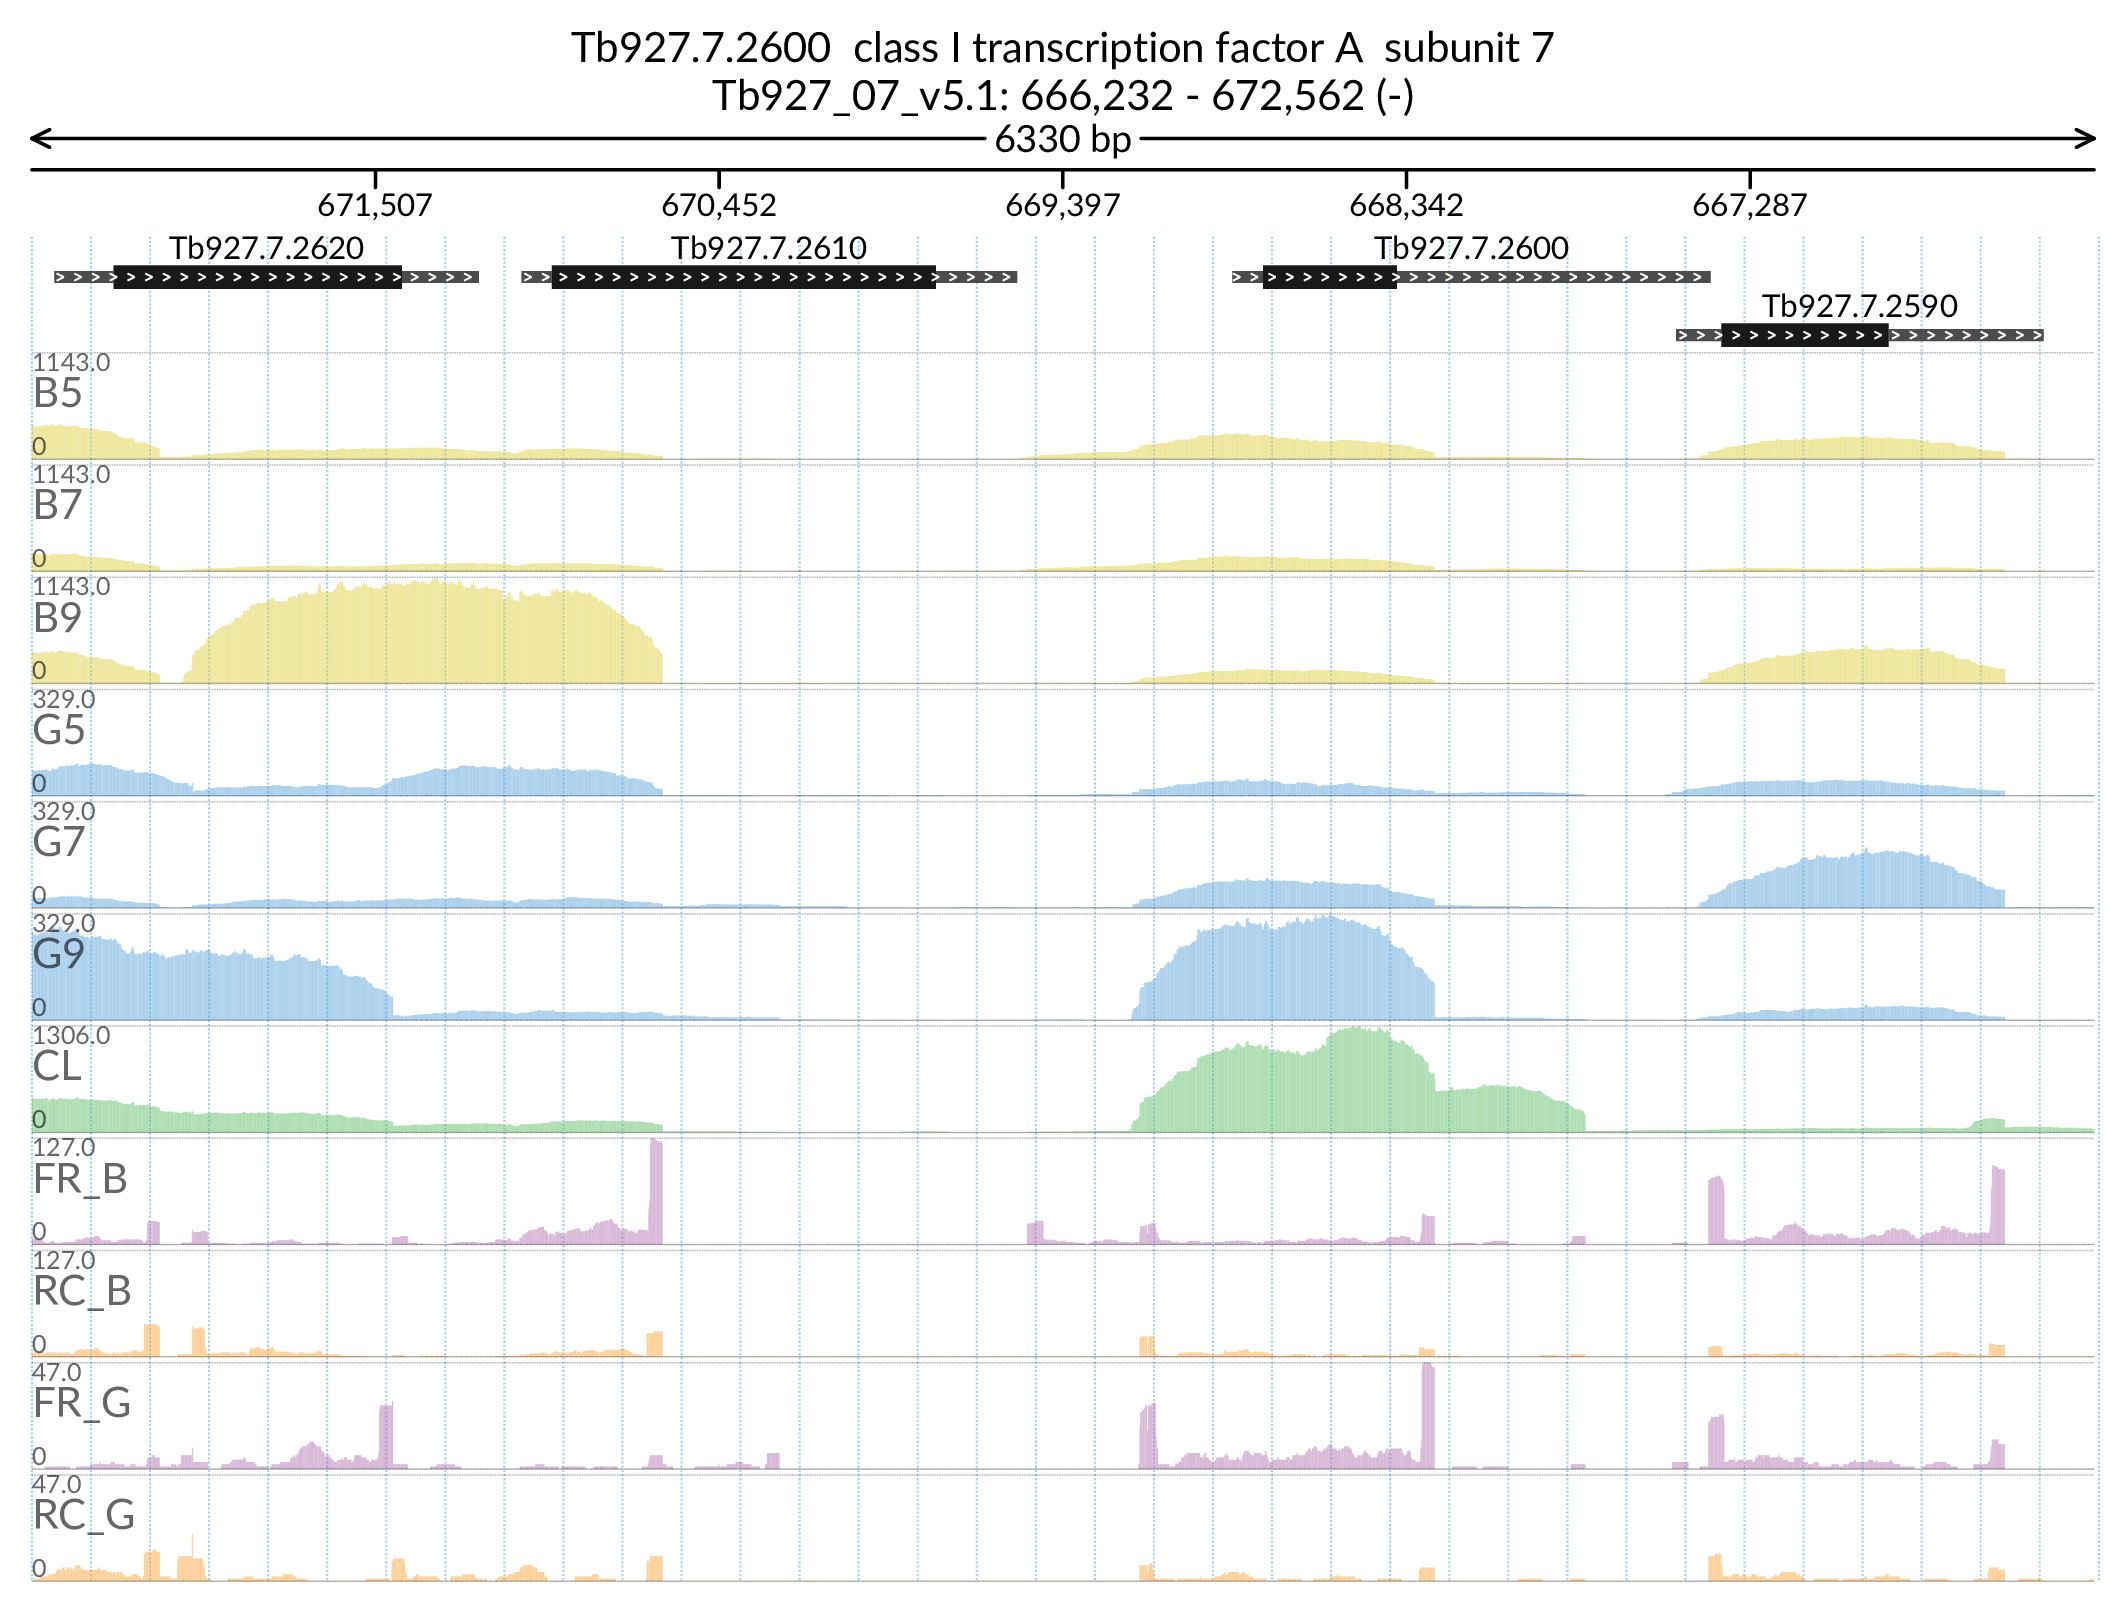 Tb927.7.2600  class I transcription factor A  subunit 7
Tb927_07_v5.1: 666,232 - 672,562 (-)
6330 bp
671,507 670,452 669,397 668,342 667,287
Tb927.7.2620 Tb927.7.2610 Tb927.7.2600
Tb927.7.2590
1143.0
B5
0
1143.0
B7
0
1143.0
B9
0
329.0
G5
0
329.0
G7
0
329.0
G9
0
1306.0
CL
0
127.0
FR_B
0
127.0
RC_B
0
47.0
FR_G
0
47.0
RC_G
0